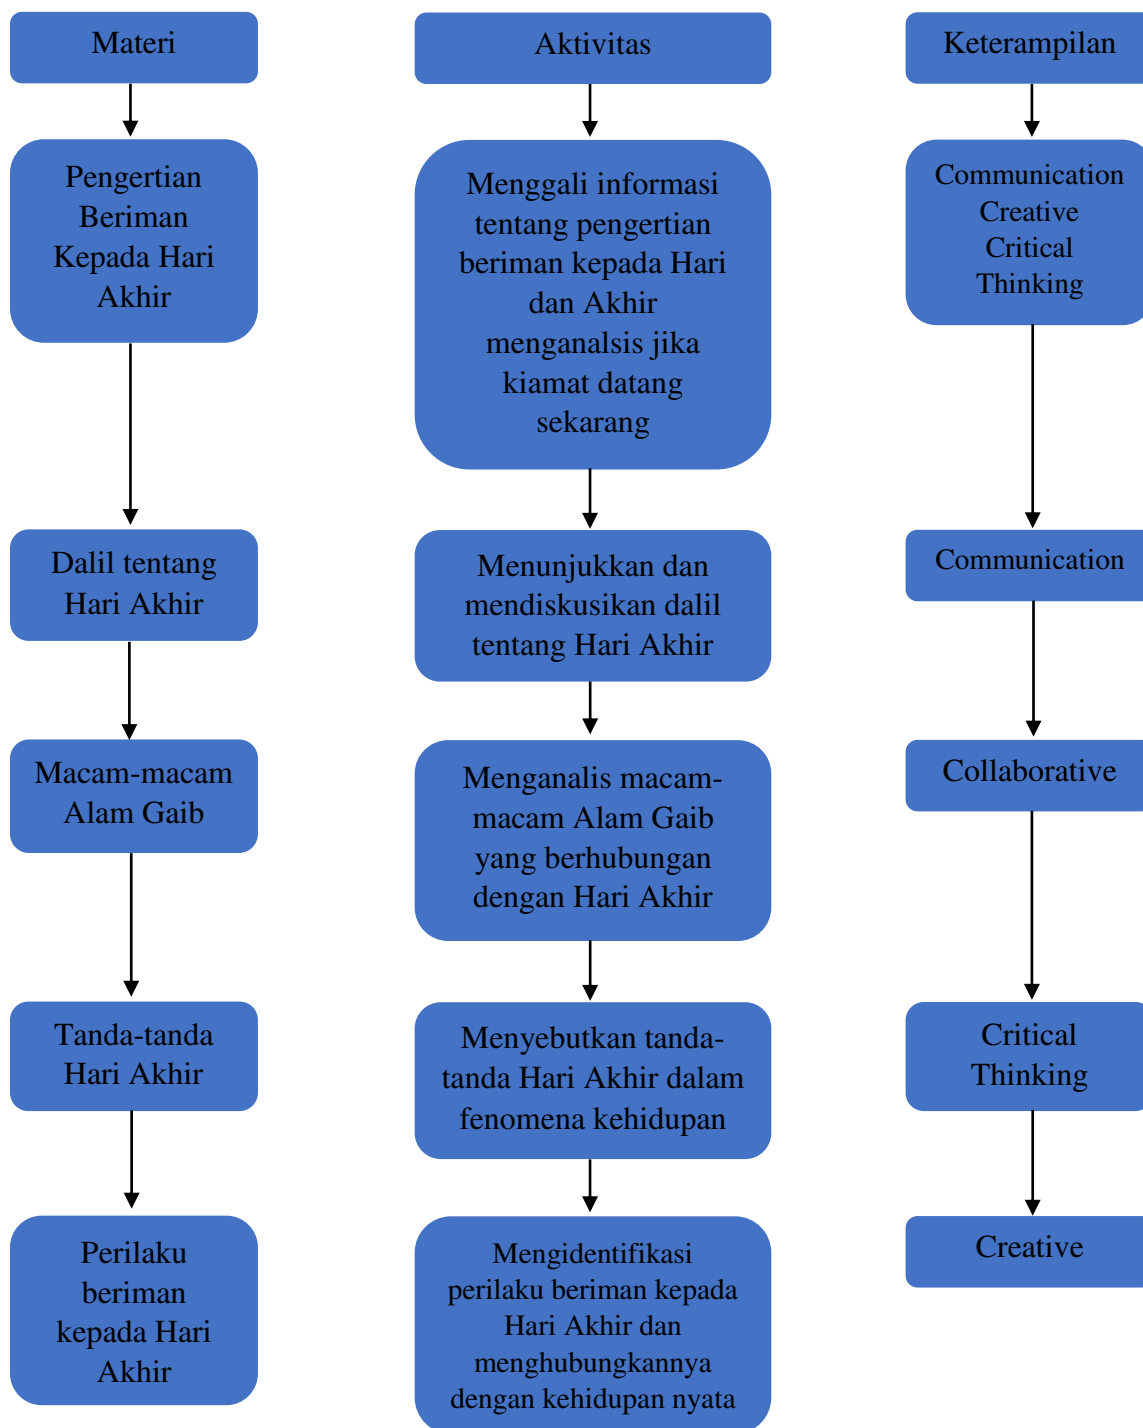 Materi
Aktivitas
Keterampilan
Pengertian
Beriman
Kepada Hari
Akhir
Menggali informasi
tentang pengertian
beriman kepada Hari
dan Akhir
menganalsis jika
kiamat datang
sekarang
Communication
Creative
Critical
Thinking
Dalil tentang
Hari Akhir
Menunjukkan dan
mendiskusikan dalil
tentang Hari Akhir
Communication
Macam-macam
Alam Gaib
Menganalis macam-
macam Alam Gaib
yang berhubungan
dengan Hari Akhir
Collaborative
Tanda-tanda
Hari Akhir
Menyebutkan tanda-
tanda Hari Akhir dalam
fenomena kehidupan
Critical
Thinking
Perilaku
beriman
kepada Hari
Akhir
Mengidentifikasi
perilaku beriman kepada
Hari Akhir dan
menghubungkannya
dengan kehidupan nyata
Creative